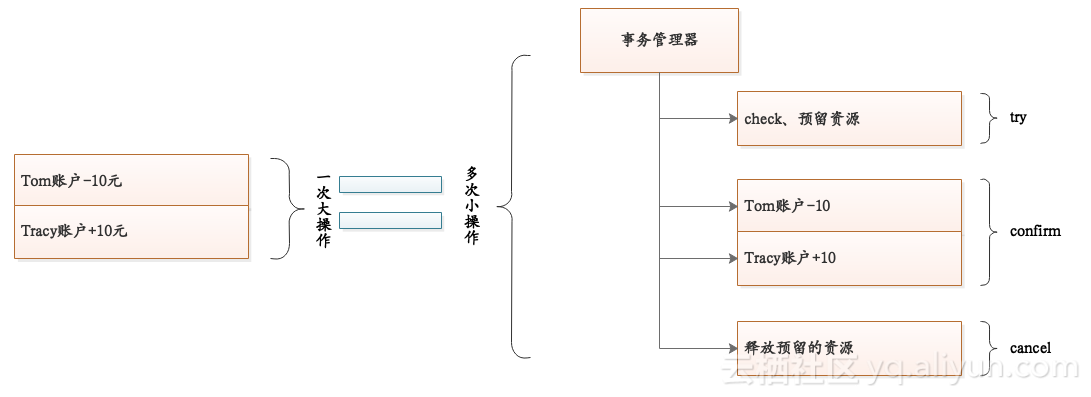 Tom账户-10元
Tracy账户+10元
一次大操作
多次小操作
事务管理器
check、预留资源
try
Tom账户-10
Tracy账户+10
confirm
释放预留的资源
cancel
云栖社区 yq.aliyun.com